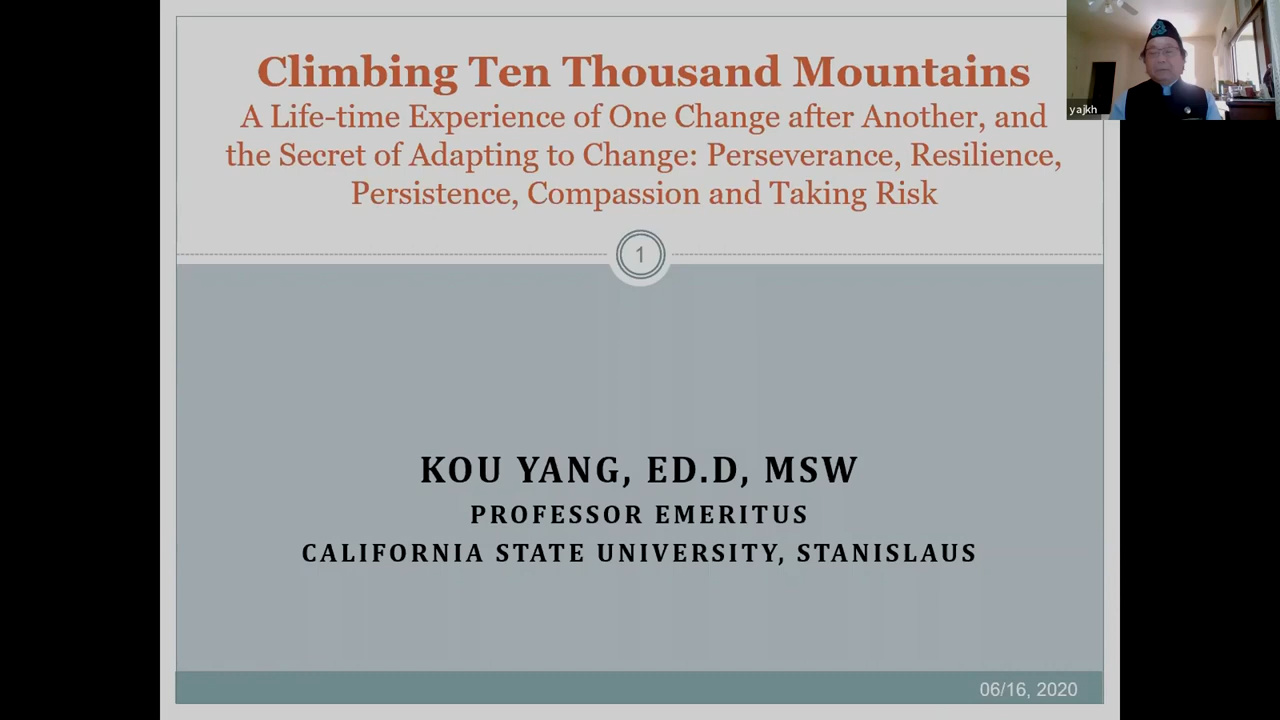 Climbing Ten Thousand Mountains
A Life-time Experience of One Change after Another, and
the Secret of Adapting to Change: Perseverance, Resilience,
Persistence, Compassion and Taking Risk
1
KOU YANG, ED.D, MSW
PROFESSOR EMERITUS
CALIFORNIA STATE UNIVERSITY, STANISLAUS
06/16, 2020
yajkh